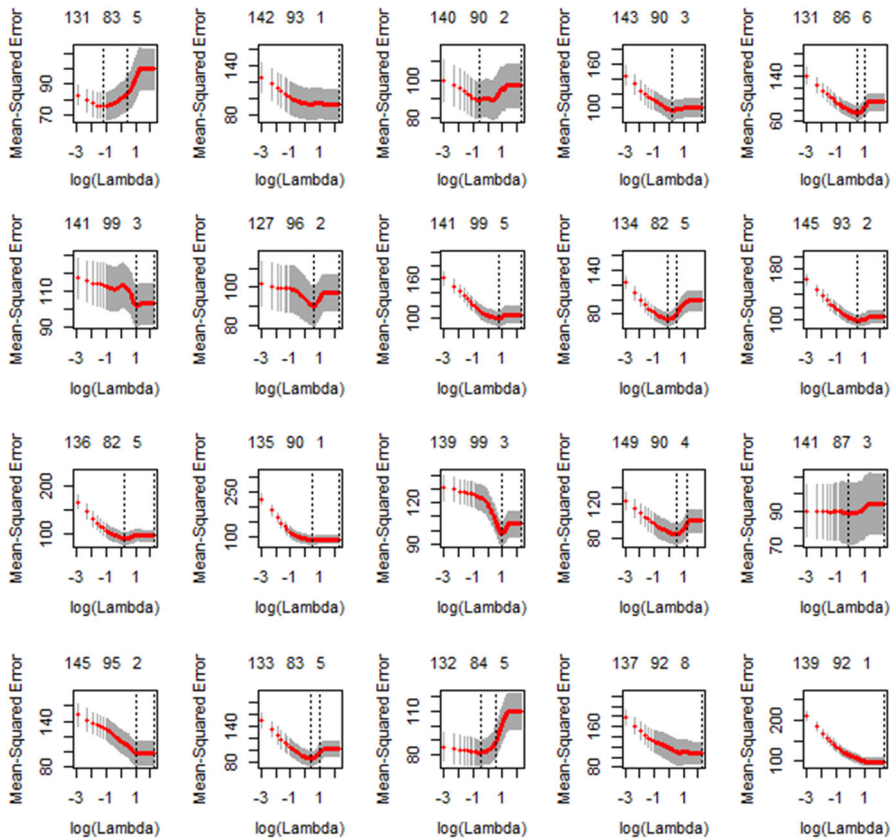 131 83 5
Mean-Squared Error
90
70
-3 -1 1
log(Lambda)
142 93 1
Mean-Squared Error
140
80
-3 -1 1
log(Lambda)
140 90 2
Mean-Squared Error
100
80
-3 -1 1
log(Lambda)
143 90 3
Mean-Squared Error
140
100
-3 -1 1
log(Lambda)
131 86 6
Mean-Squared Error
140
60
-3 -1 1
log(Lambda)
141 99 3
Mean-Squared Error
110
90
-3 -1 1
log(Lambda)
127 96 2
Mean-Squared Error
100
80
-3 -1 1
log(Lambda)
141 99 5
Mean-Squared Error
160
100
-3 -1 1
log(Lambda)
134 82 5
Mean-Squared Error
160
80
-3 -1 1
log(Lambda)
145 93 2
Mean-Squared Error
160
100
-3 -1 1
log(Lambda)
136 82 5
Mean-Squared Error
200
100
-3 -1 1
log(Lambda)
135 90 1
Mean-Squared Error
250
100
-3 -1 1
log(Lambda)
139 99 3
Mean-Squared Error
120
90
-3 -1 1
log(Lambda)
149 90 4
Mean-Squared Error
120
80
-3 -1 1
log(Lambda)
141 87 3
Mean-Squared Error
90
70
-3 -1 1
log(Lambda)
145 95 2
Mean-Squared Error
140
80
-3 -1 1
log(Lambda)
133 83 5
Mean-Squared Error
140
80
-3 -1 1
log(Lambda)
132 84 5
Mean-Squared Error
100
80
-3 -1 1
log(Lambda)
137 92 8
Mean-Squared Error
160
80
-3 -1 1
log(Lambda)
139 92 1
Mean-Squared Error
200
100
-3 -1 1
log(Lambda)